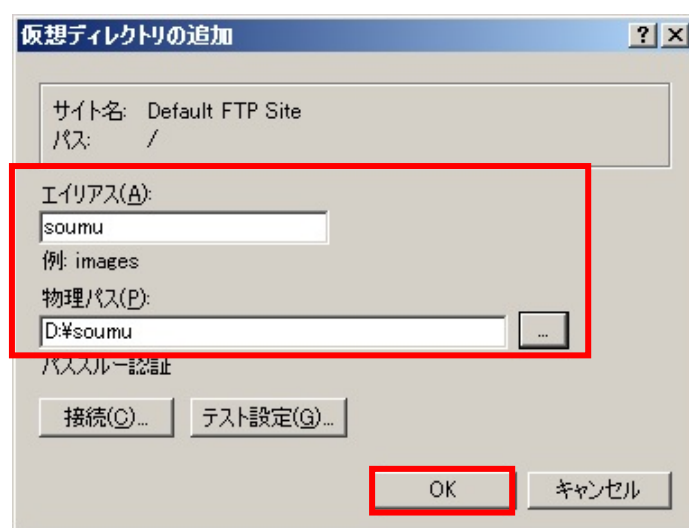 仮想ディレクトリの追加 ? ×
サイト名: Default FTP Site
パス: /
エイリアス(A):
soumu
例: images
物理パス(P):
D:¥soumu ...
パススルー認証
接続(C)... テスト設定(G)...
OK キャンセル